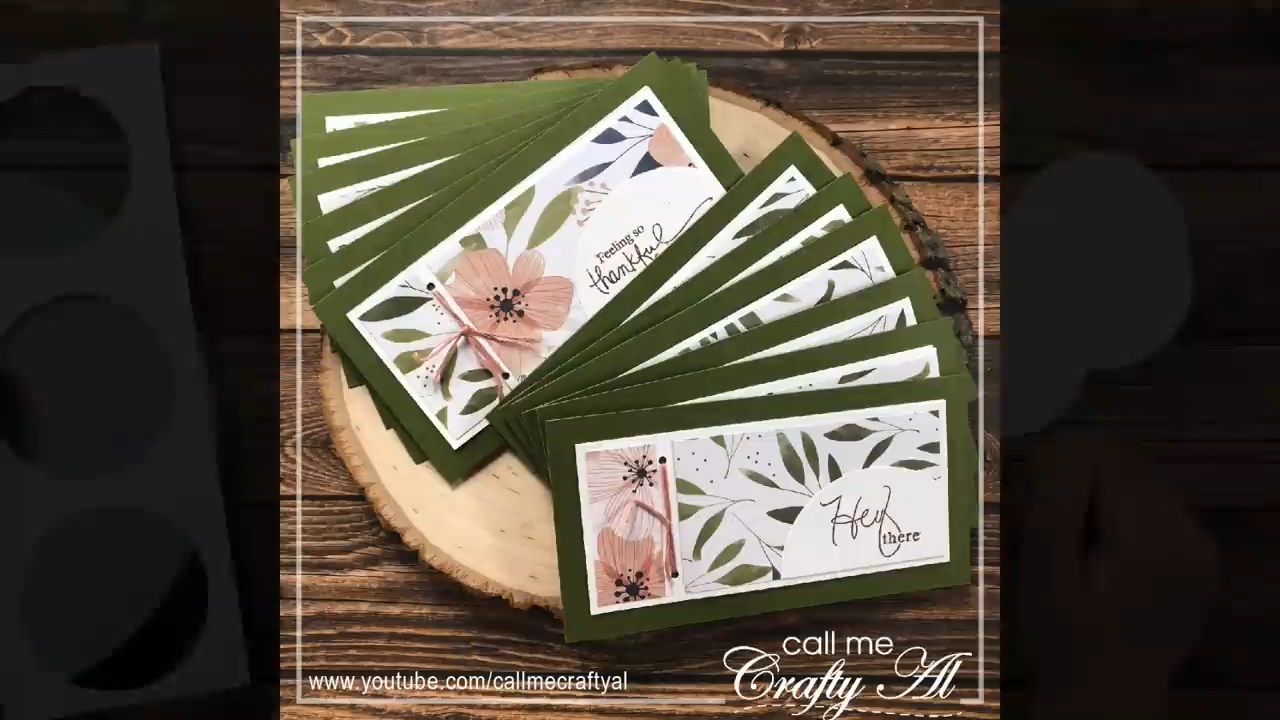 Feeling so
thankful
Hey
there
www.youtube.com/callmecraftyal
call me
Crafty Al